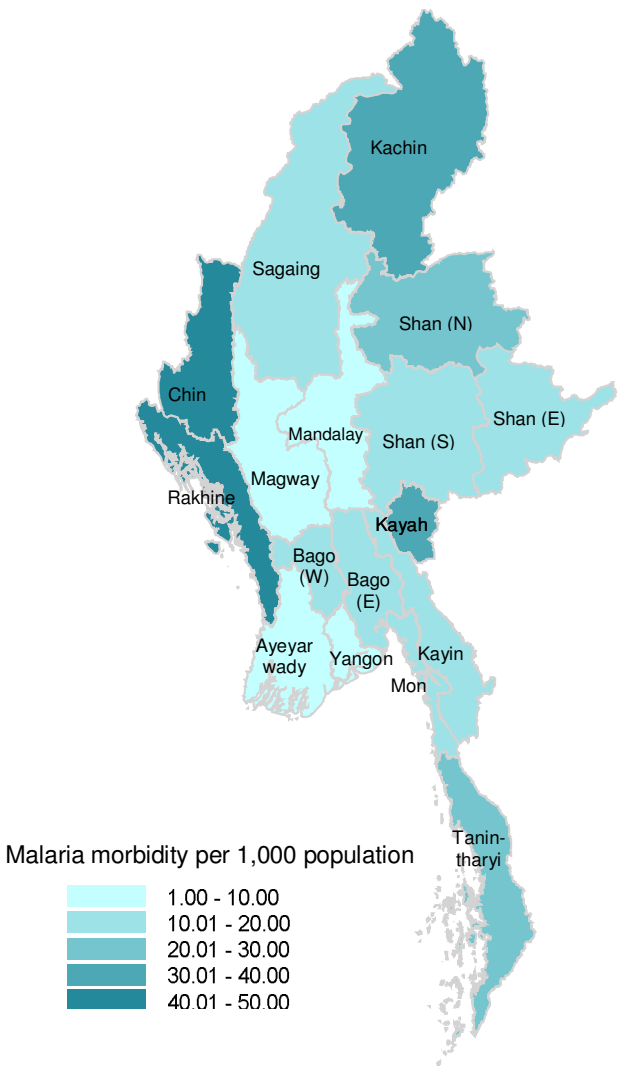 Kachin
Sagaing
Shan (N)
Chin
Shan (E)
Mandalay
Shan (S)
Magway
Rakhine
Kayah
Bago
(W)
Bago
(E)
Ayeyar
wady
Yangon
Kayin
Mon
Tanin-
tharyi
Malaria morbidity per 1,000 population
1.00 - 10.00
10.01 - 20.00
20.01 - 30.00
30.01 - 40.00
40.01 - 50.00